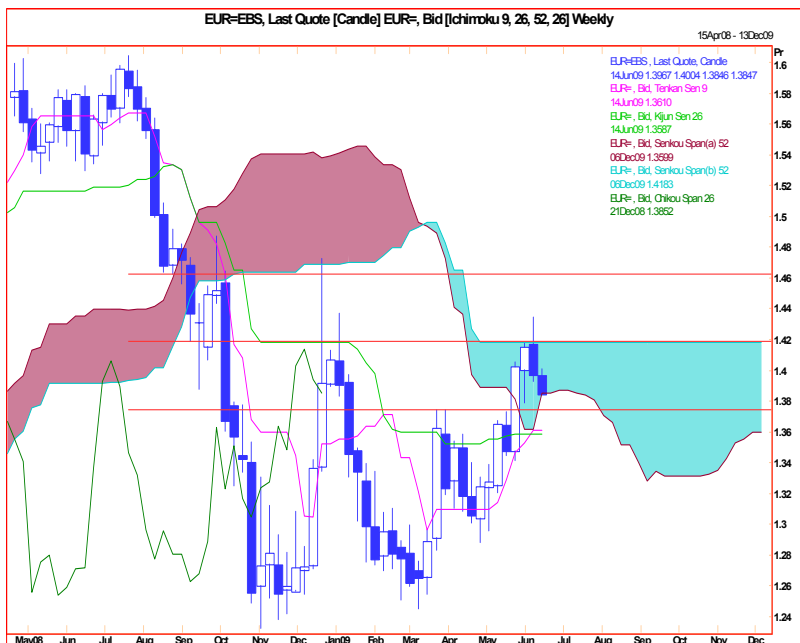 EUR=EBS, Last Quote [Candle] EUR=, Bid [Ichimoku 9, 26, 52, 26] Weekly
15Apr08 - 13Dec09
Pr
EUR=EBS , Last Quote, Candle
14Jun09 1.3967 1.4004 1.3846 1.3847
EUR= , Bid, Tenkan Sen 9
14Jun09 1.3610
EUR= , Bid, Kijun Sen 26
14Jun09 1.3587
EUR= , Bid, Senkou Span(a) 52
06Dec09 1.3599
EUR= , Bid, Senkou Span(b) 52
06Dec09 1.4183
EUR= , Bid, Chikou Span 26
21Dec08 1.3852
1.6
1.58
1.56
1.54
1.52
1.5
1.48
1.46
1.44
1.42
1.4
1.38
1.36
1.34
1.32
1.3
1.28
1.26
1.24
May08 Jun Jul Aug Sep Oct Nov Dec Jan09 Feb Mar Apr May Jun Jul Aug Sep Oct Nov Dec